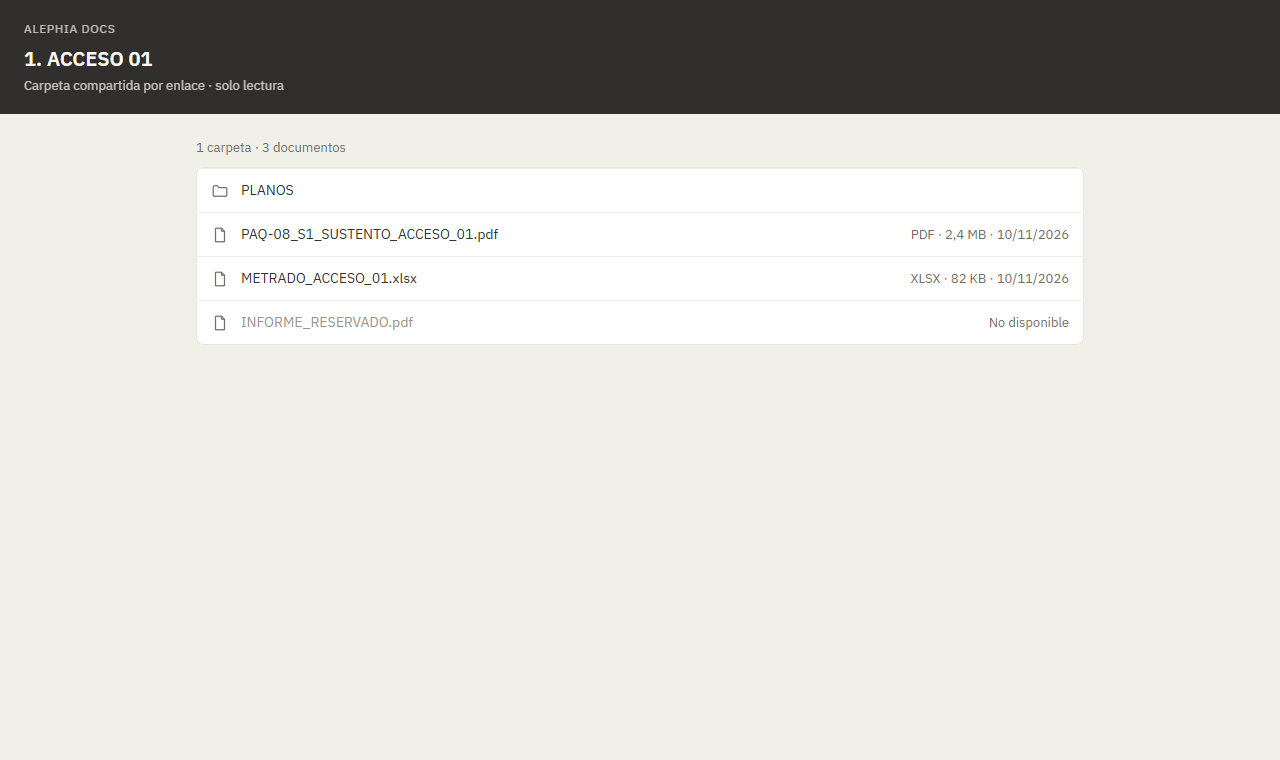 ALEPHIA DOCS
1. ACCESO 01
Carpeta compartida por enlace · solo lectura
1 carpeta · 3 documentos
PLANOS
PAQ-08_S1_SUSTENTO_ACCESO_01.pdf PDF · 2,4 MB · 10/11/2026
METRADO_ACCESO_01.xlsx XLSX · 82 KB · 10/11/2026
INFORME_RESERVADO.pdf No disponible